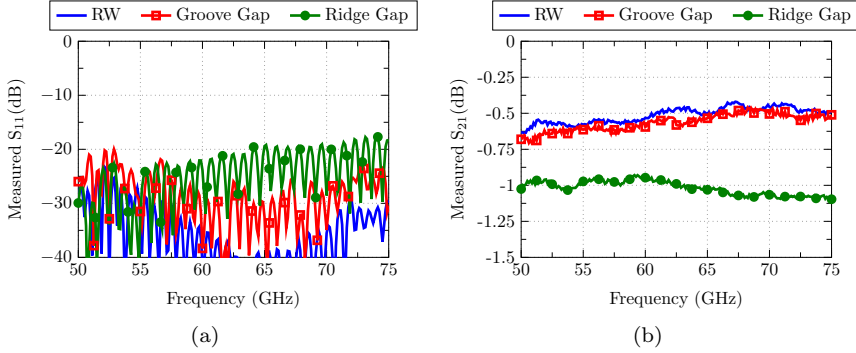 RW Groove Gap Ridge Gap
0
−10
−20
−30
−40
50 55 60 65 70 75
Frequency (GHz)
Measured S11(dB)
(a)
RW Groove Gap Ridge Gap
0
-0.25
-0.5
-0.75
-1
-1.25
-1.5
50 55 60 65 70 75
Frequency (GHz)
Measured S21(dB)
(b)